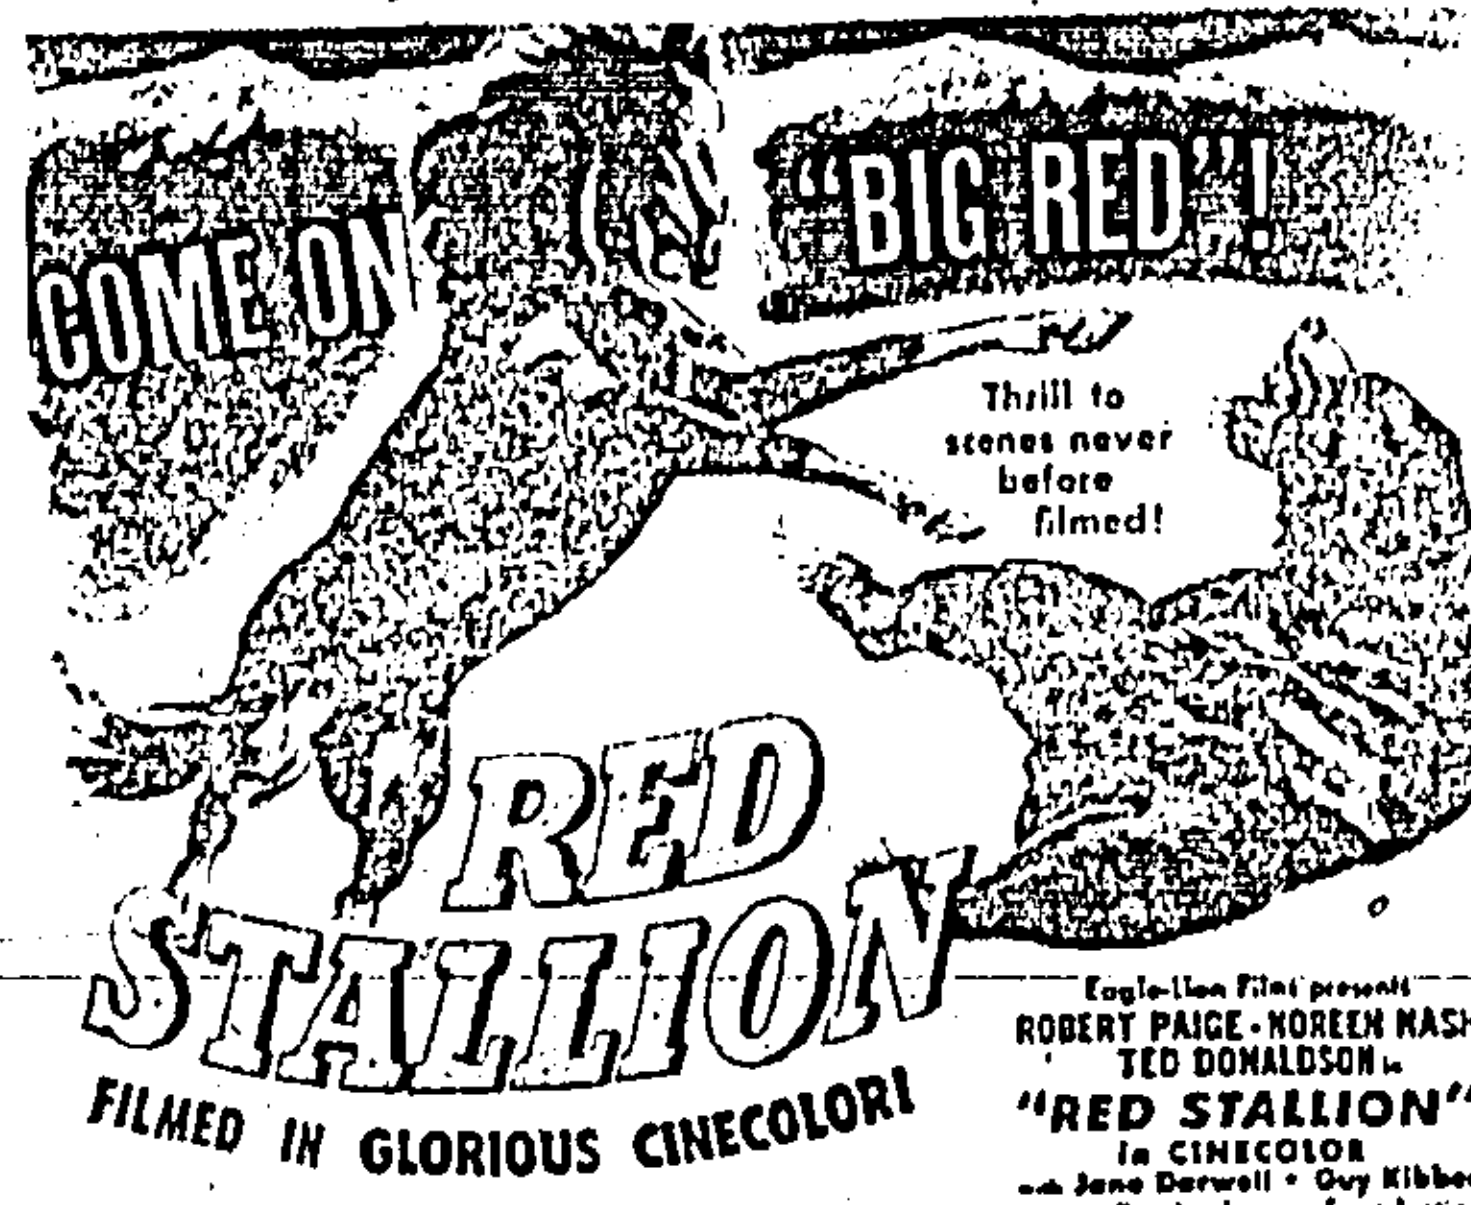 COME ON "BIG RED"!
Thrill to
scenes never
before
filmed!
RED
STALLION
FILMED IN GLORIOUS CINECOLOR!
Eagle-Lion Films presents
ROBERT PAIGE • NOREEN NASH
TED DONALDSON in
"RED STALLION"
in CINECOLOR
with Jane Darwell • Guy Kibbee